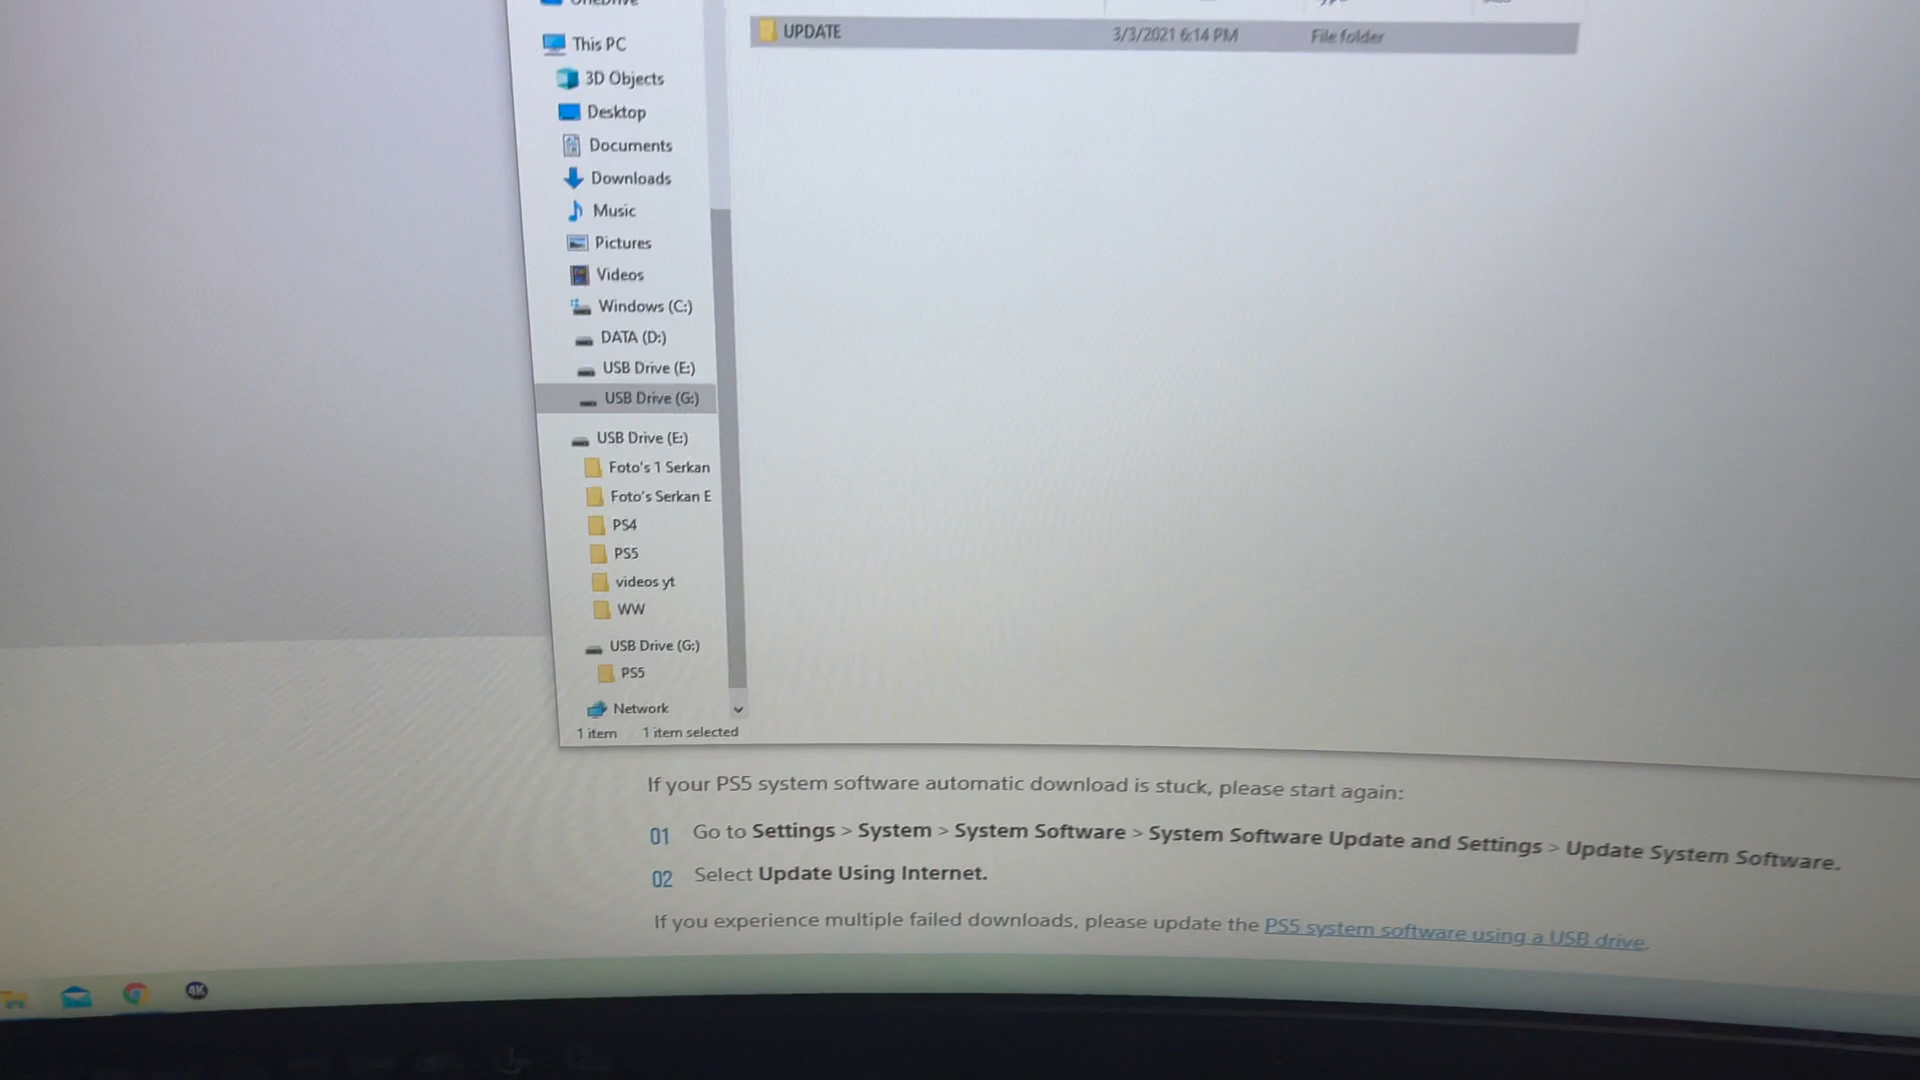 OneDrive
This PC
3D Objects
Desktop
Documents
Downloads
Music
Pictures
Videos
Windows (C:)
DATA (D:)
USB Drive (E:)
USB Drive (G:)
USB Drive (E:)
Foto's 1 Serkan
Foto's Serkan E
PS4
PS5
videos yt
WW
USB Drive (G:)
PS5
Network
1 item 1 item selected
UPDATE 3/3/2021 6:14 PM File folder
If your PS5 system software automatic download is stuck, please start again:
01 Go to Settings > System > System Software > System Software Update and Settings > Update System Software.
02 Select Update Using Internet.
If you experience multiple failed downloads, please update the PS5 system software using a USB drive.
4K